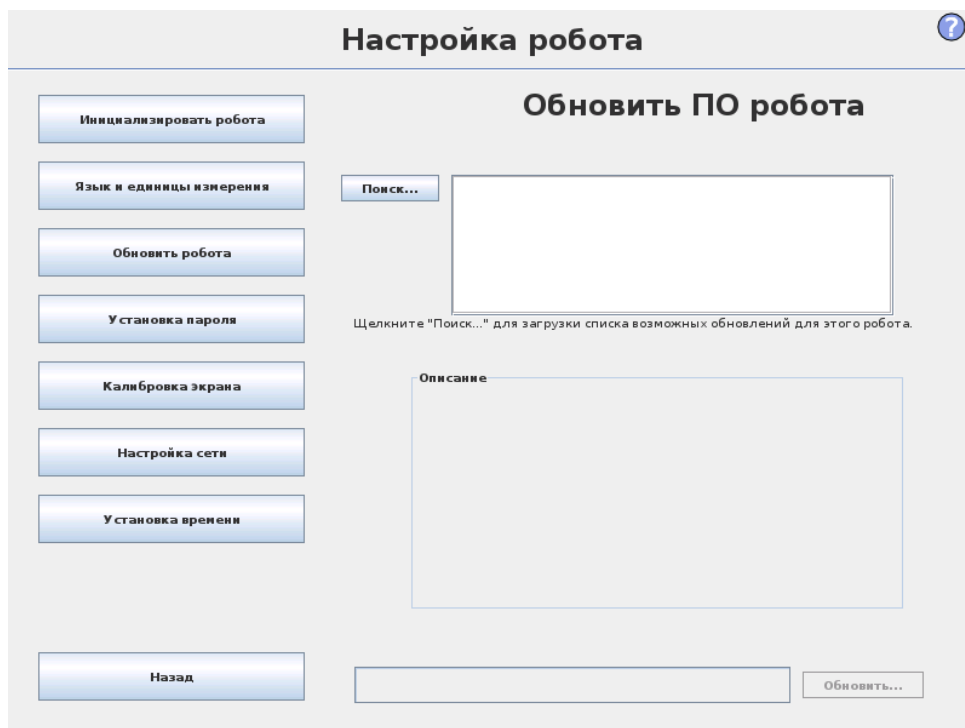 Настройка робота
?
Инициализировать робота
Язык и единицы измерения
Обновить робота
Установка пароля
Калибровка экрана
Настройка сети
Установка времени
Назад
Обновить ПО робота
Поиск...
Щелкните "Поиск..." для загрузки списка возможных обновлений для этого робота.
Описание
Обновить...